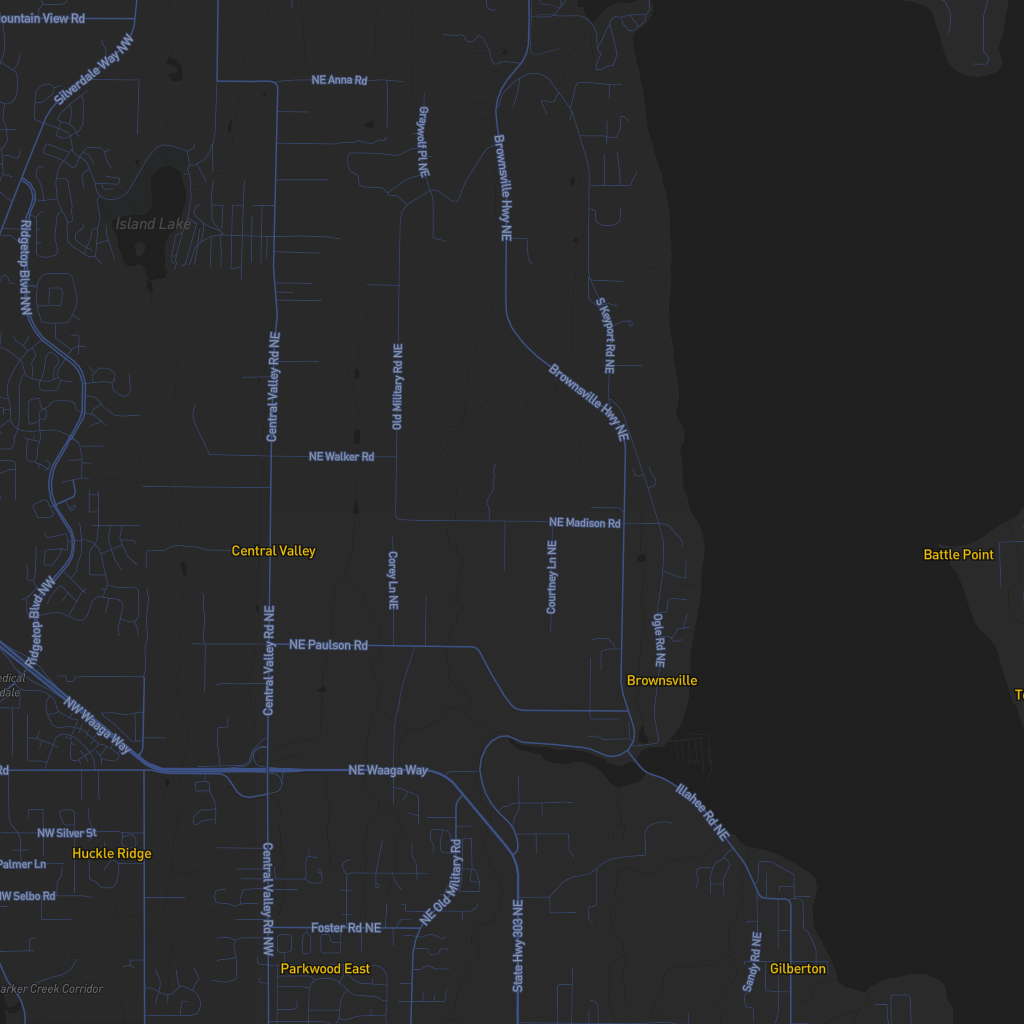 ountain View Rd
Silverdale Way NW
NE Anna Rd
Graywolf Pl NE
Brownsville Hwy NE
Island Lake
Ridgetop Blvd NW
S Keyport Rd NE
Central Valley Rd NE
Old Military Rd NE
Brownsville Hwy NE
NE Walker Rd
NE Madison Rd
Central Valley
Battle Point
Corey Ln NE
Courtney Ln NE
Ridgetop Blvd NW
Central Valley Rd NE
Ogle Rd NE
NE Paulson Rd
edical
dale
Brownsville
T
NW Waaga Way
Rd
NE Waaga Way
Illahee Rd NE
NW Silver St
Huckle Ridge
Palmer Ln
NW Selbo Rd
Central Valley Rd NW
NE Old Military Rd
Foster Rd NE
State Hwy 303 NE
Sandy Rd NE
Parkwood East
Gilberton
arker Creek Corridor